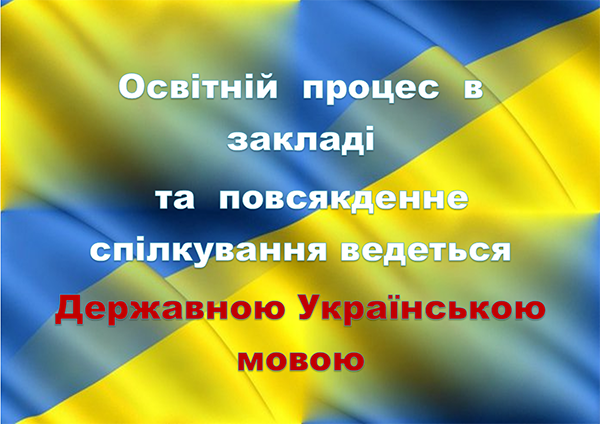 Освітній процес в
закладі
та повсякденне
спілкування ведеться
Державною Українською
мовою